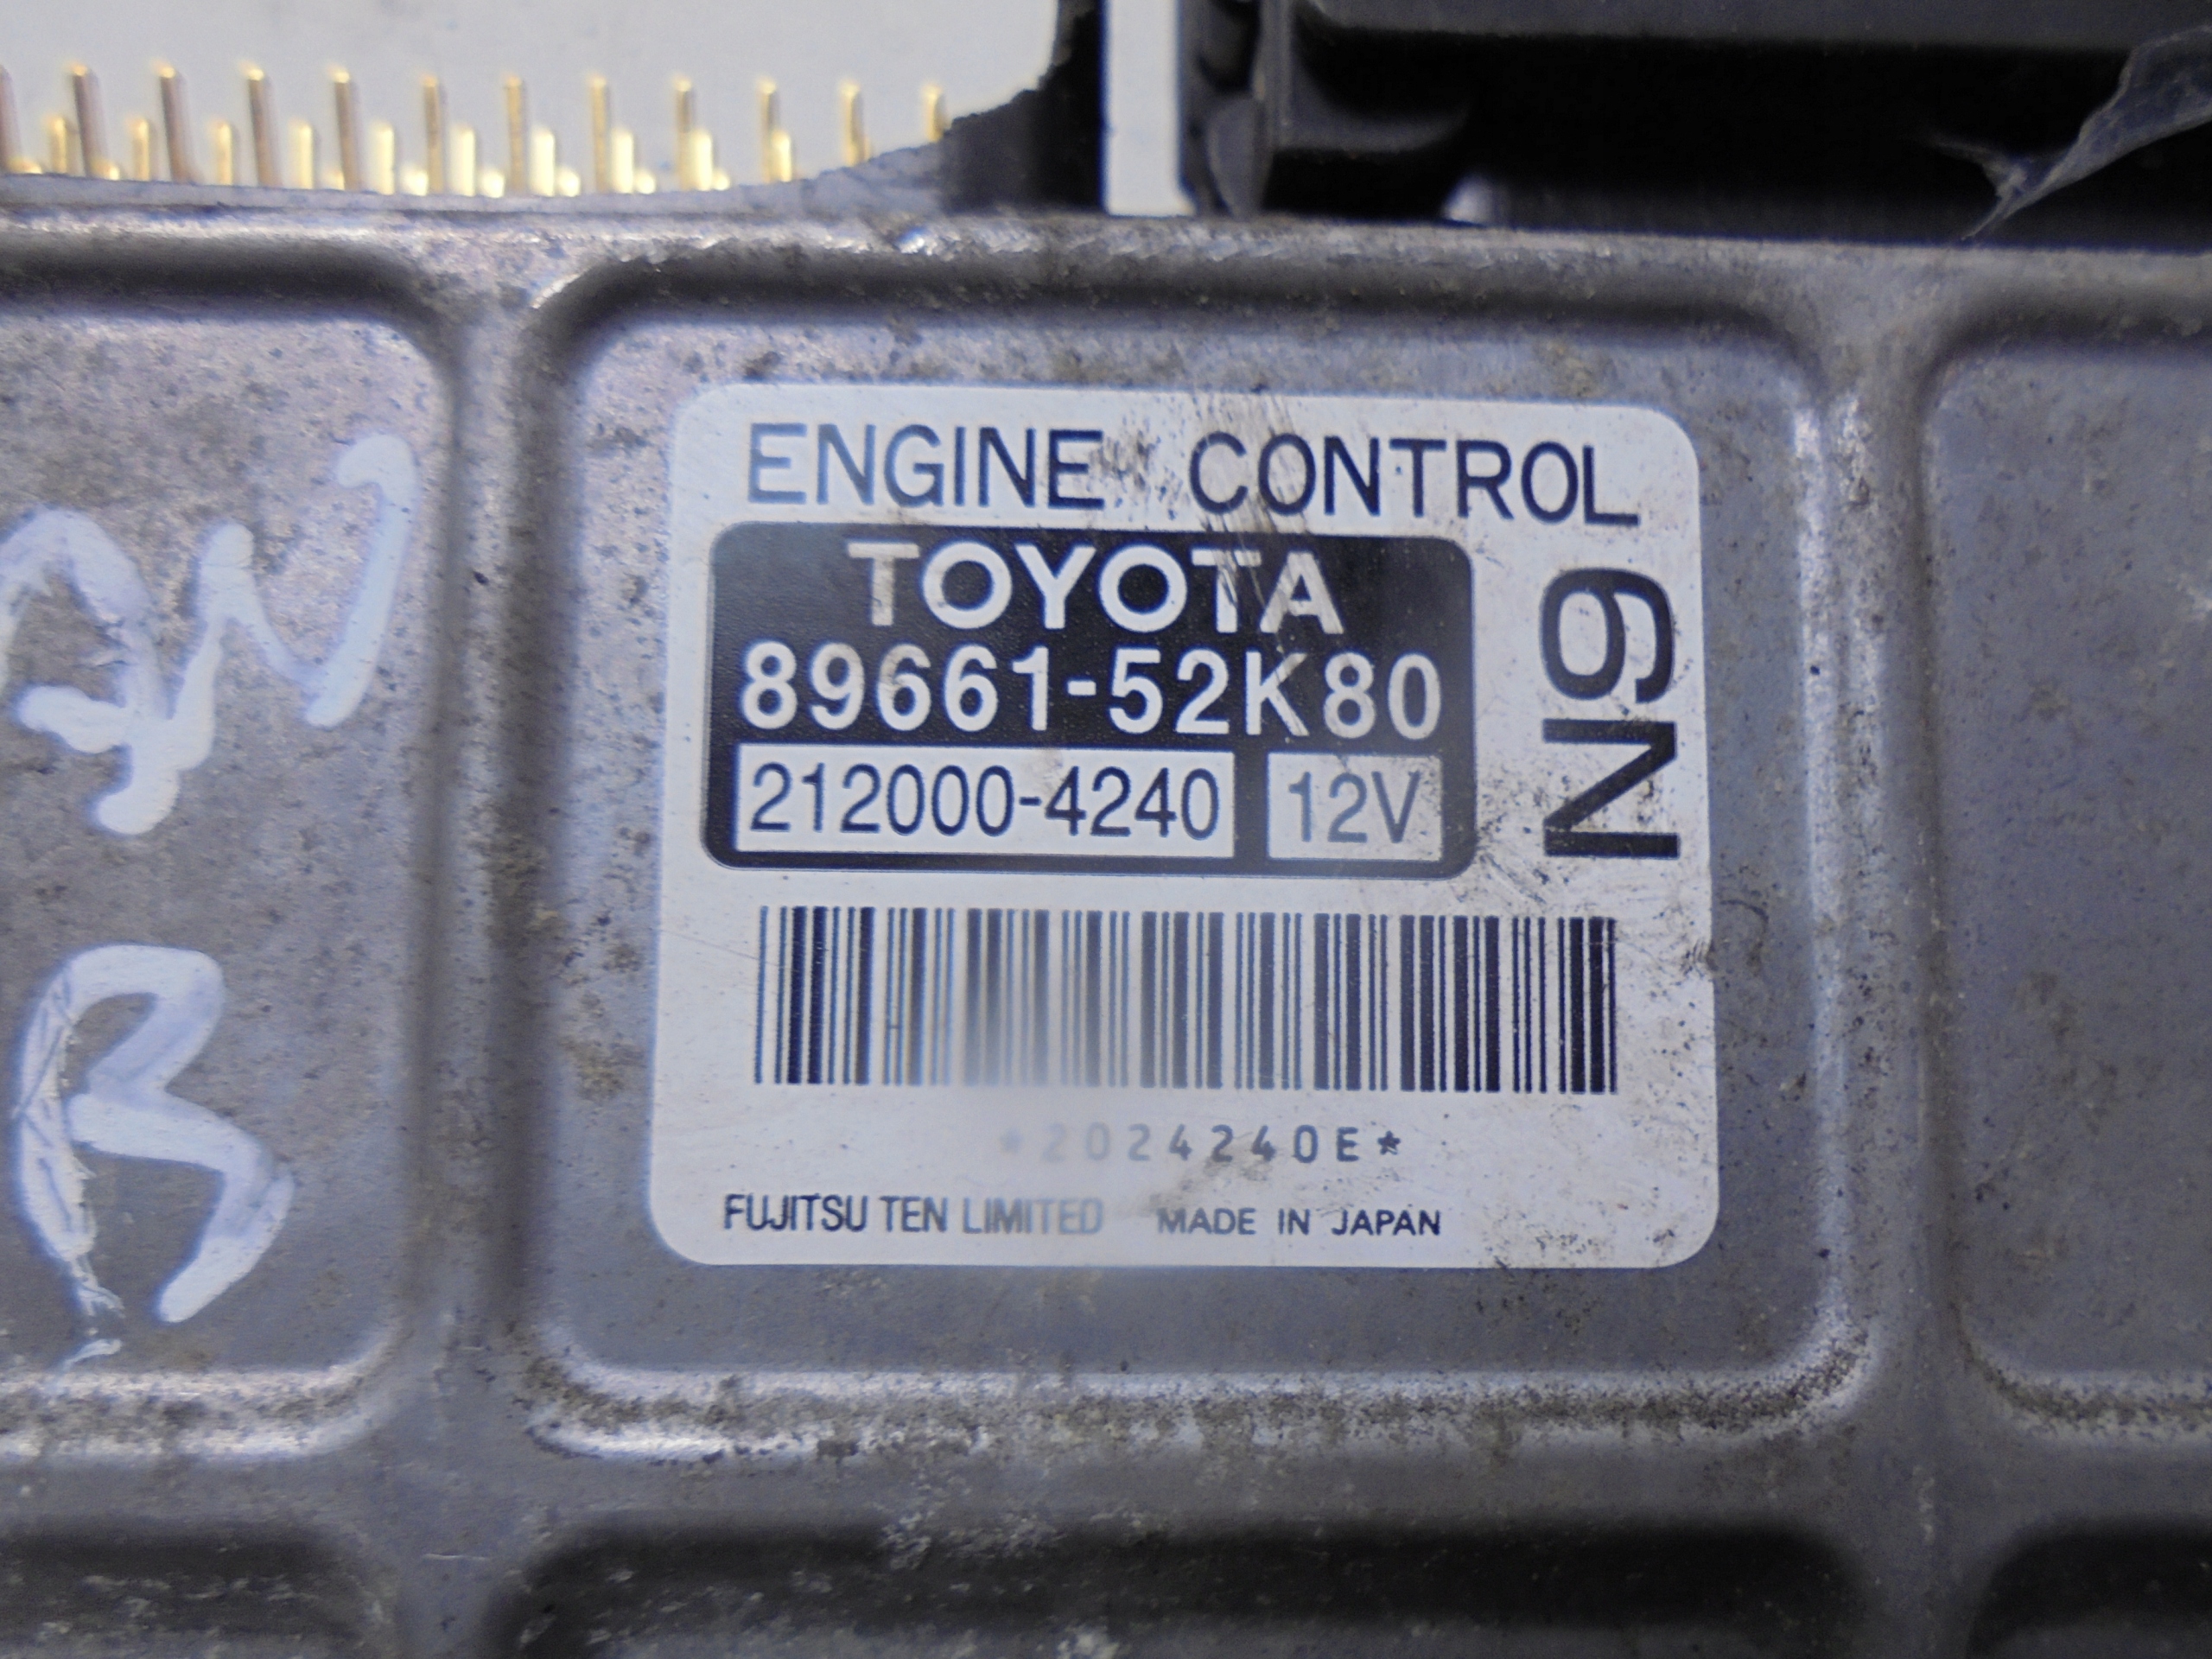 ENGINE CONTROL
TOYOTA
89661-52K80
212000-4240 12V
N9
*2024240E*
FUJITSU TEN LIMITED MADE IN JAPAN
B